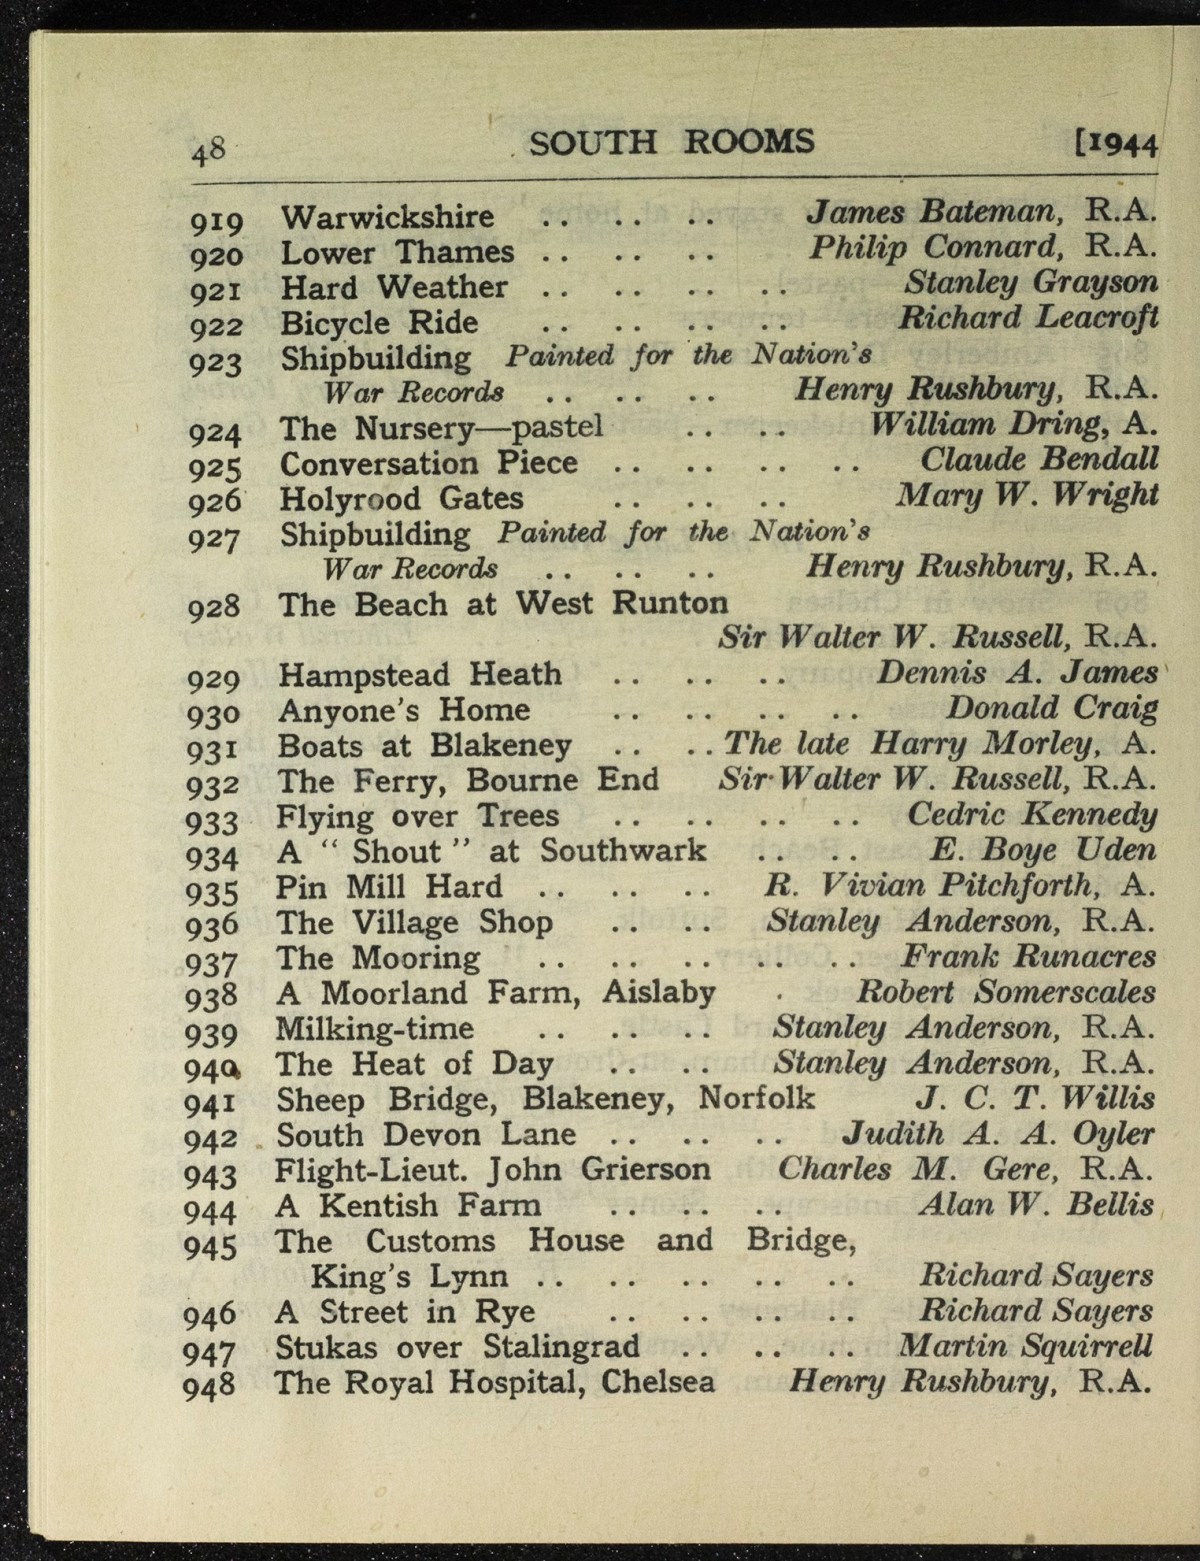 48 SOUTH ROOMS [1944
919 Warwickshire .. .. .. James Bateman, R.A.
920 Lower Thames .. .. .. Philip Connard, R.A.
921 Hard Weather .. .. .. .. Stanley Grayson
922 Bicycle Ride .. .. .. .. Richard Leacroft
923 Shipbuilding Painted for the Nation's
War Records .. .. .. Henry Rushbury, R.A.
924 The Nursery—pastel .. .. William Dring, A.
925 Conversation Piece .. .. .. .. Claude Bendall
926 Holyrood Gates .. .. .. Mary W. Wright
927 Shipbuilding Painted for the Nation's
War Records .. .. .. Henry Rushbury, R.A.
928 The Beach at West Runton
Sir Walter W. Russell, R.A.
929 Hampstead Heath .. .. .. Dennis A. James
930 Anyone's Home .. .. .. .. Donald Craig
931 Boats at Blakeney .. .. The late Harry Morley, A.
932 The Ferry, Bourne End Sir Walter W. Russell, R.A.
933 Flying over Trees .. .. .. .. Cedric Kennedy
934 A “ Shout ” at Southwark .. .. E. Boye Uden
935 Pin Mill Hard .. .. .. R. Vivian Pitchforth, A.
936 The Village Shop .. .. Stanley Anderson, R.A.
937 The Mooring .. .. .. .. .. Frank Runacres
938 A Moorland Farm, Aislaby . Robert Somerscales
939 Milking-time .. .. .. Stanley Anderson, R.A.
940 The Heat of Day .. .. Stanley Anderson, R.A.
941 Sheep Bridge, Blakeney, Norfolk J. C. T. Willis
942 South Devon Lane .. .. .. Judith A. A. Oyler
943 Flight-Lieut. John Grierson Charles M. Gere, R.A.
944 A Kentish Farm .. .. .. Alan W. Bellis
945 The Customs House and Bridge,
King's Lynn .. .. .. .. .. Richard Sayers
946 A Street in Rye .. .. .. .. Richard Sayers
947 Stukas over Stalingrad .. .. .. Martin Squirrell
948 The Royal Hospital, Chelsea Henry Rushbury, R.A.